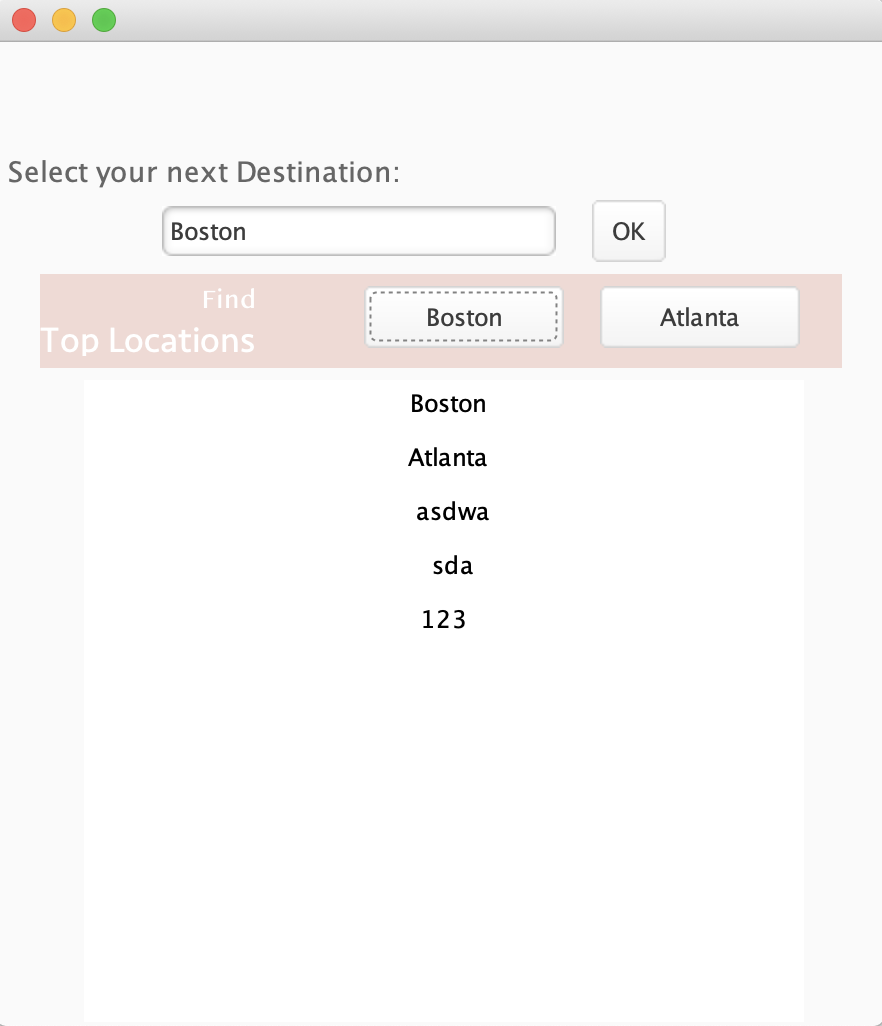 Select your next Destination:
Boston
OK
Find
Top Locations
Boston
Atlanta
Boston
Atlanta
asdwa
sda
123